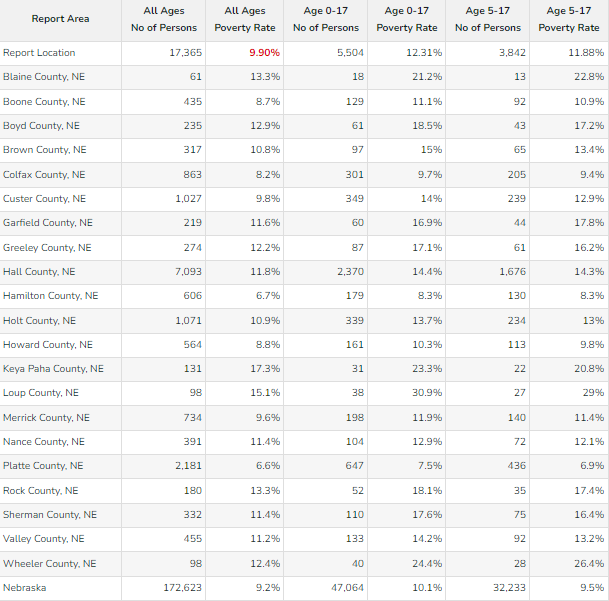 Report Area All Ages No of Persons All Ages Poverty Rate Age 0-17 No of Persons Age 0-17 Poverty Rate Age 5-17 No of Persons Age 5-17 Poverty Rate
Report Location 17,365 9.90% 5,504 12.31% 3,842 11.88%
Blaine County, NE 61 13.3% 18 21.2% 13 22.8%
Boone County, NE 435 8.7% 129 11.1% 92 10.9%
Boyd County, NE 235 12.9% 61 18.5% 43 17.2%
Brown County, NE 317 10.8% 97 15% 65 13.4%
Colfax County, NE 863 8.2% 301 9.7% 205 9.4%
Custer County, NE 1,027 9.8% 349 14% 239 12.9%
Garfield County, NE 219 11.6% 60 16.9% 44 17.8%
Greeley County, NE 274 12.2% 87 17.1% 61 16.2%
Hall County, NE 7,093 11.8% 2,370 14.4% 1,676 14.3%
Hamilton County, NE 606 6.7% 179 8.3% 130 8.3%
Holt County, NE 1,071 10.9% 339 13.7% 234 13%
Howard County, NE 564 8.8% 161 10.3% 113 9.8%
Keya Paha County, NE 131 17.3% 31 23.3% 22 20.8%
Loup County, NE 98 15.1% 38 30.9% 27 29%
Merrick County, NE 734 9.6% 198 11.9% 140 11.4%
Nance County, NE 391 11.4% 104 12.9% 72 12.1%
Platte County, NE 2,181 6.6% 647 7.5% 436 6.9%
Rock County, NE 180 13.3% 52 18.1% 35 17.4%
Sherman County, NE 332 11.4% 110 17.6% 75 16.4%
Valley County, NE 455 11.2% 133 14.2% 92 13.2%
Wheeler County, NE 98 12.4% 40 24.4% 28 26.4%
Nebraska 172,623 9.2% 47,064 10.1% 32,233 9.5%